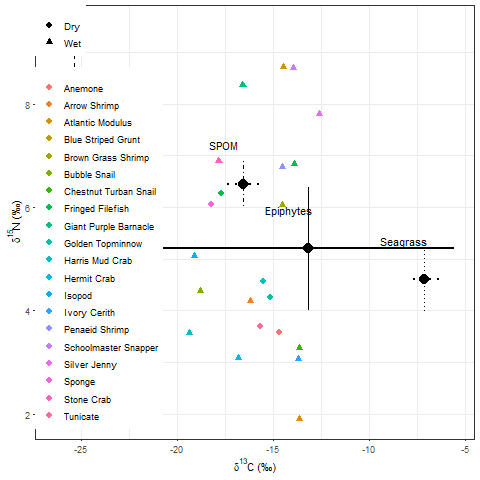 Dry
Wet
Anemone
Arrow Shrimp
Atlantic Modulus
Blue Striped Grunt
Brown Grass Shrimp
Bubble Snail
Chestnut Turban Snail
Fringed Filefish
Giant Purple Barnacle
Golden Topminnow
Harris Mud Crab
Hermit Crab
Isopod
Ivory Cerith
Penaeid Shrimp
Schoolmaster Snapper
Silver Jenny
Sponge
Stone Crab
Tunicate
SPOM
Epiphytes
Seagrass
8
6
4
2
δ15N (‰)
-25 -20 -15 -10 -5
δ13C (‰)